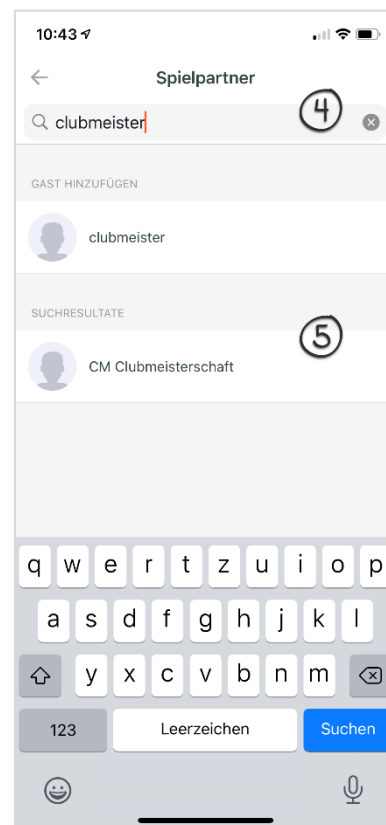 10:43
Spielpartner
clubmeister
4
GAST HINZUFÜGEN
clubmeister
SUCHRESULTATE
5
CM Clubmeisterschaft
q w e r t z u i o p
a s d f g h j k l
y x c v b n m
123 Leerzeichen Suchen